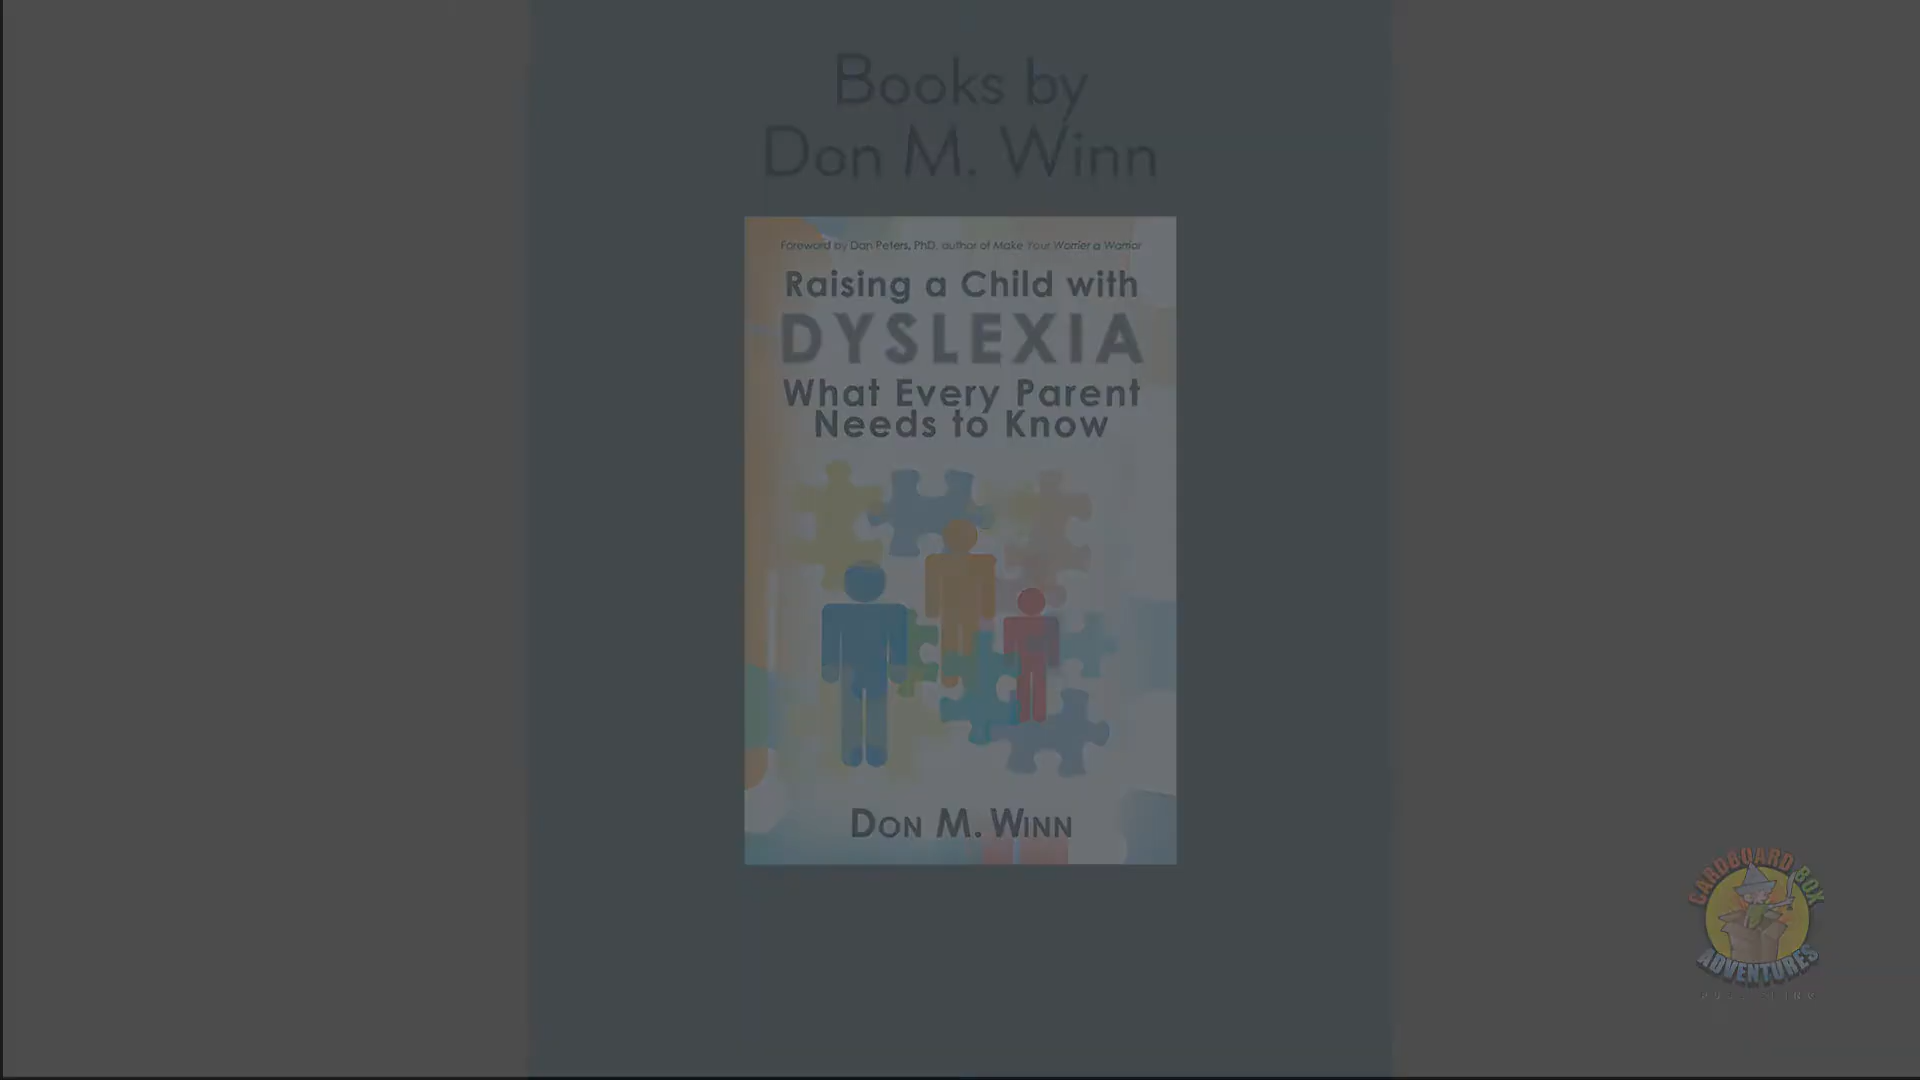 Books by
Don M. Winn
Foreword by Dan Peters, PhD, author of Make Your Worrier a Warrior
Raising a Child with
DYSLEXIA
What Every Parent
Needs to Know
DON M. WINN
CARDBOARD BOX
ADVENTURES